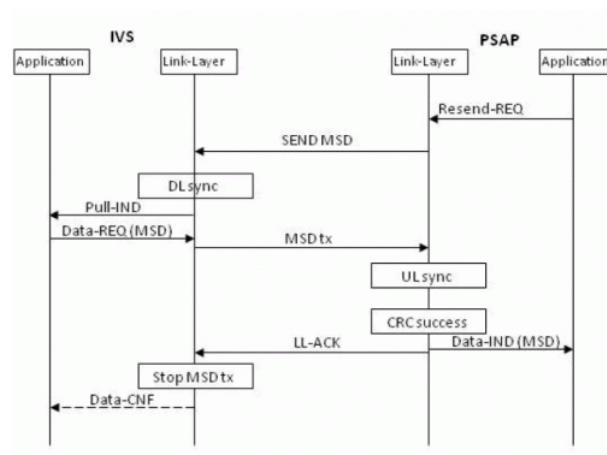 IVS
PSAP
Application
Link-Layer
Link-Layer
Application
Resend-REQ
SEND MSD
DL sync
Pull-IND
Data-REQ (MSD)
MSD tx
UL sync
CRC success
LL-ACK
Data-IND (MSD)
Stop MSD tx
Data-CNF